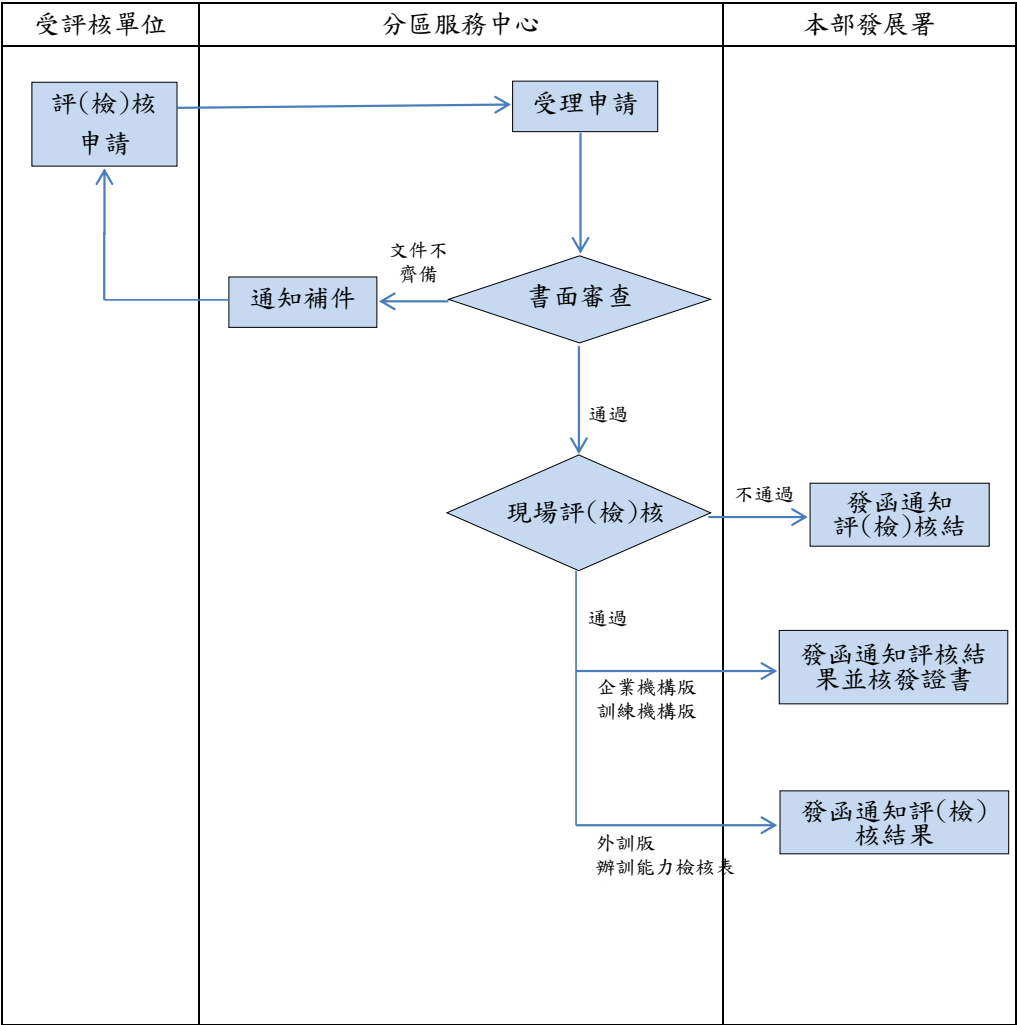 受評核單位
分區服務中心
本部發展署
評(檢)核
申請
受理申請
文件不
齊備
通知補件
書面審查
通過
現場評(檢)核
不通過
發函通知
評(檢)核結
通過
企業機構版
訓練機構版
發函通知評核結
果並核發證書
外訓版
辦訓能力檢核表
發函通知評(檢)
核結果